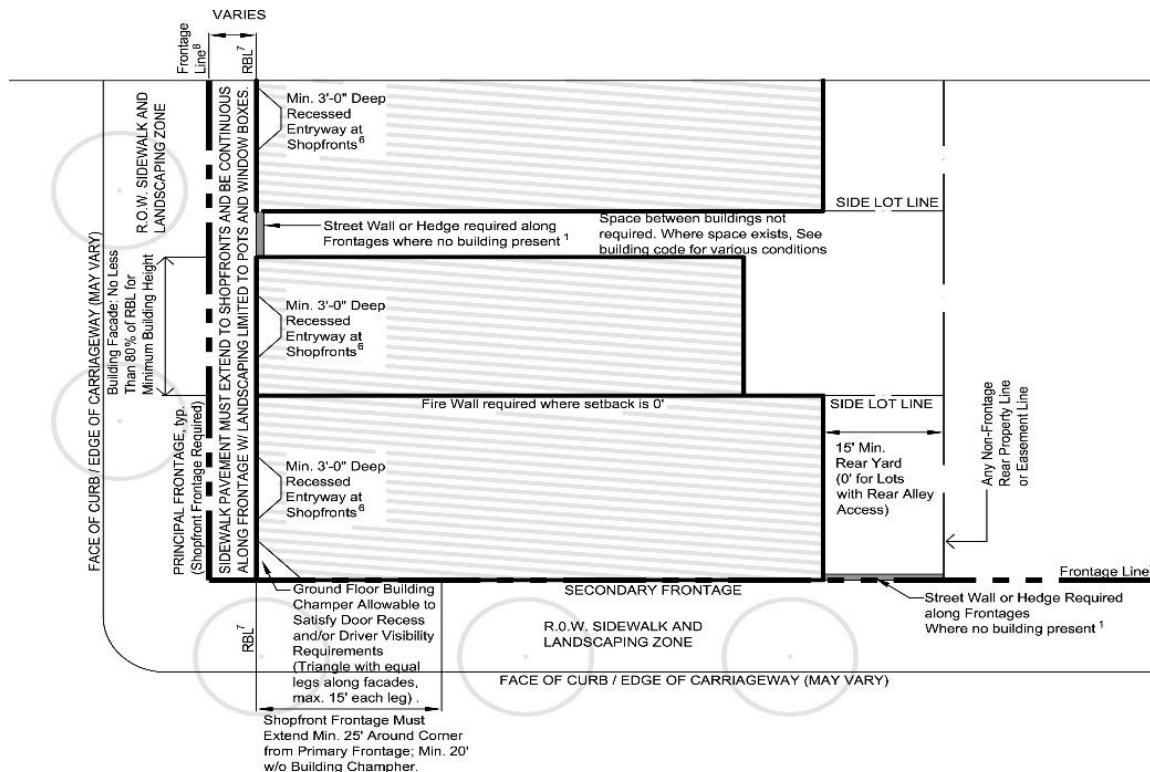 VARIES
Frontage
Line8
RBL7
R.O.W. SIDEWALK AND
LANDSCAPING ZONE
SIDEWALK PAVEMENT MUST EXTEND TO SHOPFRONTS AND BE CONTINUOUS
ALONG FRONTAGE W/ LANDSCAPING LIMITED TO POTS AND WINDOW BOXES.
Min. 3'-0" Deep
Recessed
Entryway at
Shopfronts6
SIDE LOT LINE
Street Wall or Hedge required along
Frontages where no building present 1
Space between buildings not
required. Where space exists, See
building code for various conditions
FACE OF CURB / EDGE OF CARRIAGEWAY (MAY VARY)
Building Facade: No Less
Than 80% of RBL for
Minimum Building Height
Min. 3'-0" Deep
Recessed
Entryway at
Shopfronts6
Fire Wall required where setback is 0'
SIDE LOT LINE
PRINCIPAL FRONTAGE, typ.
(Shopfront Frontage Required)
Min. 3'-0" Deep
Recessed
Entryway at
Shopfronts6
15' Min.
Rear Yard
(0' for Lots
with Rear Alley
Access)
Any Non-Frontage
Rear Property Line
or Easement Line
Frontage Line
SECONDARY FRONTAGE
Ground Floor Building
Champer Allowable to
Satisfy Door Recess
and/or Driver Visibility
Requirements
(Triangle with equal
legs along facades,
max. 15' each leg) .
RBL7
R.O.W. SIDEWALK AND
LANDSCAPING ZONE
Street Wall or Hedge Required
along Frontages
Where no building present 1
FACE OF CURB / EDGE OF CARRIAGEWAY (MAY VARY)
Shopfront Frontage Must
Extend Min. 25' Around Corner
from Primary Frontage; Min. 20'
w/o Building Champher.